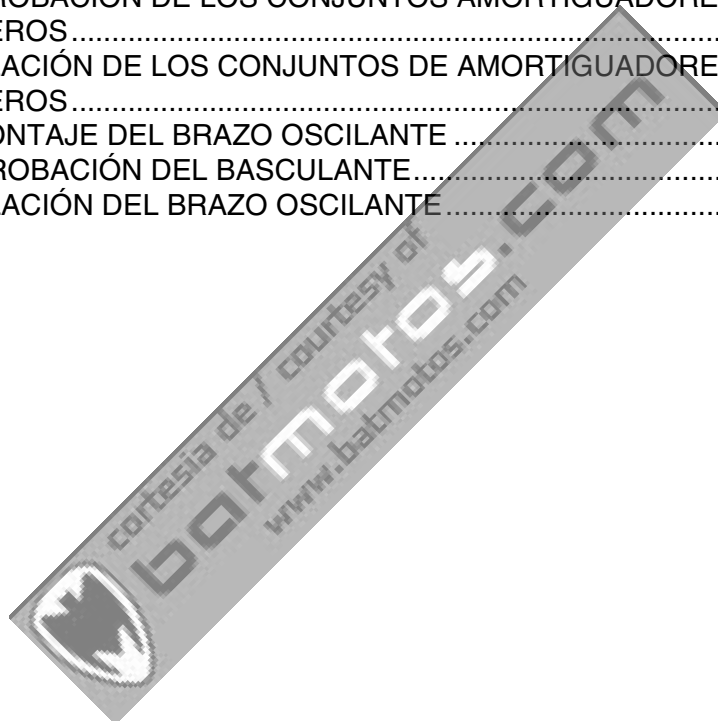 ROBACIÓN DE LOS CONJUNTOS AMORTIGUADORE
EROS
ACIÓN DE LOS CONJUNTOS DE AMORTIGUADORE
EROS
ONTAJE DEL BRAZO OSCILANTE
ROBACIÓN DEL BASCULANTE
LACIÓN DEL BRAZO OSCILANTE
cortesia de / courtesy of
batmotos.com
www.batmotos.com